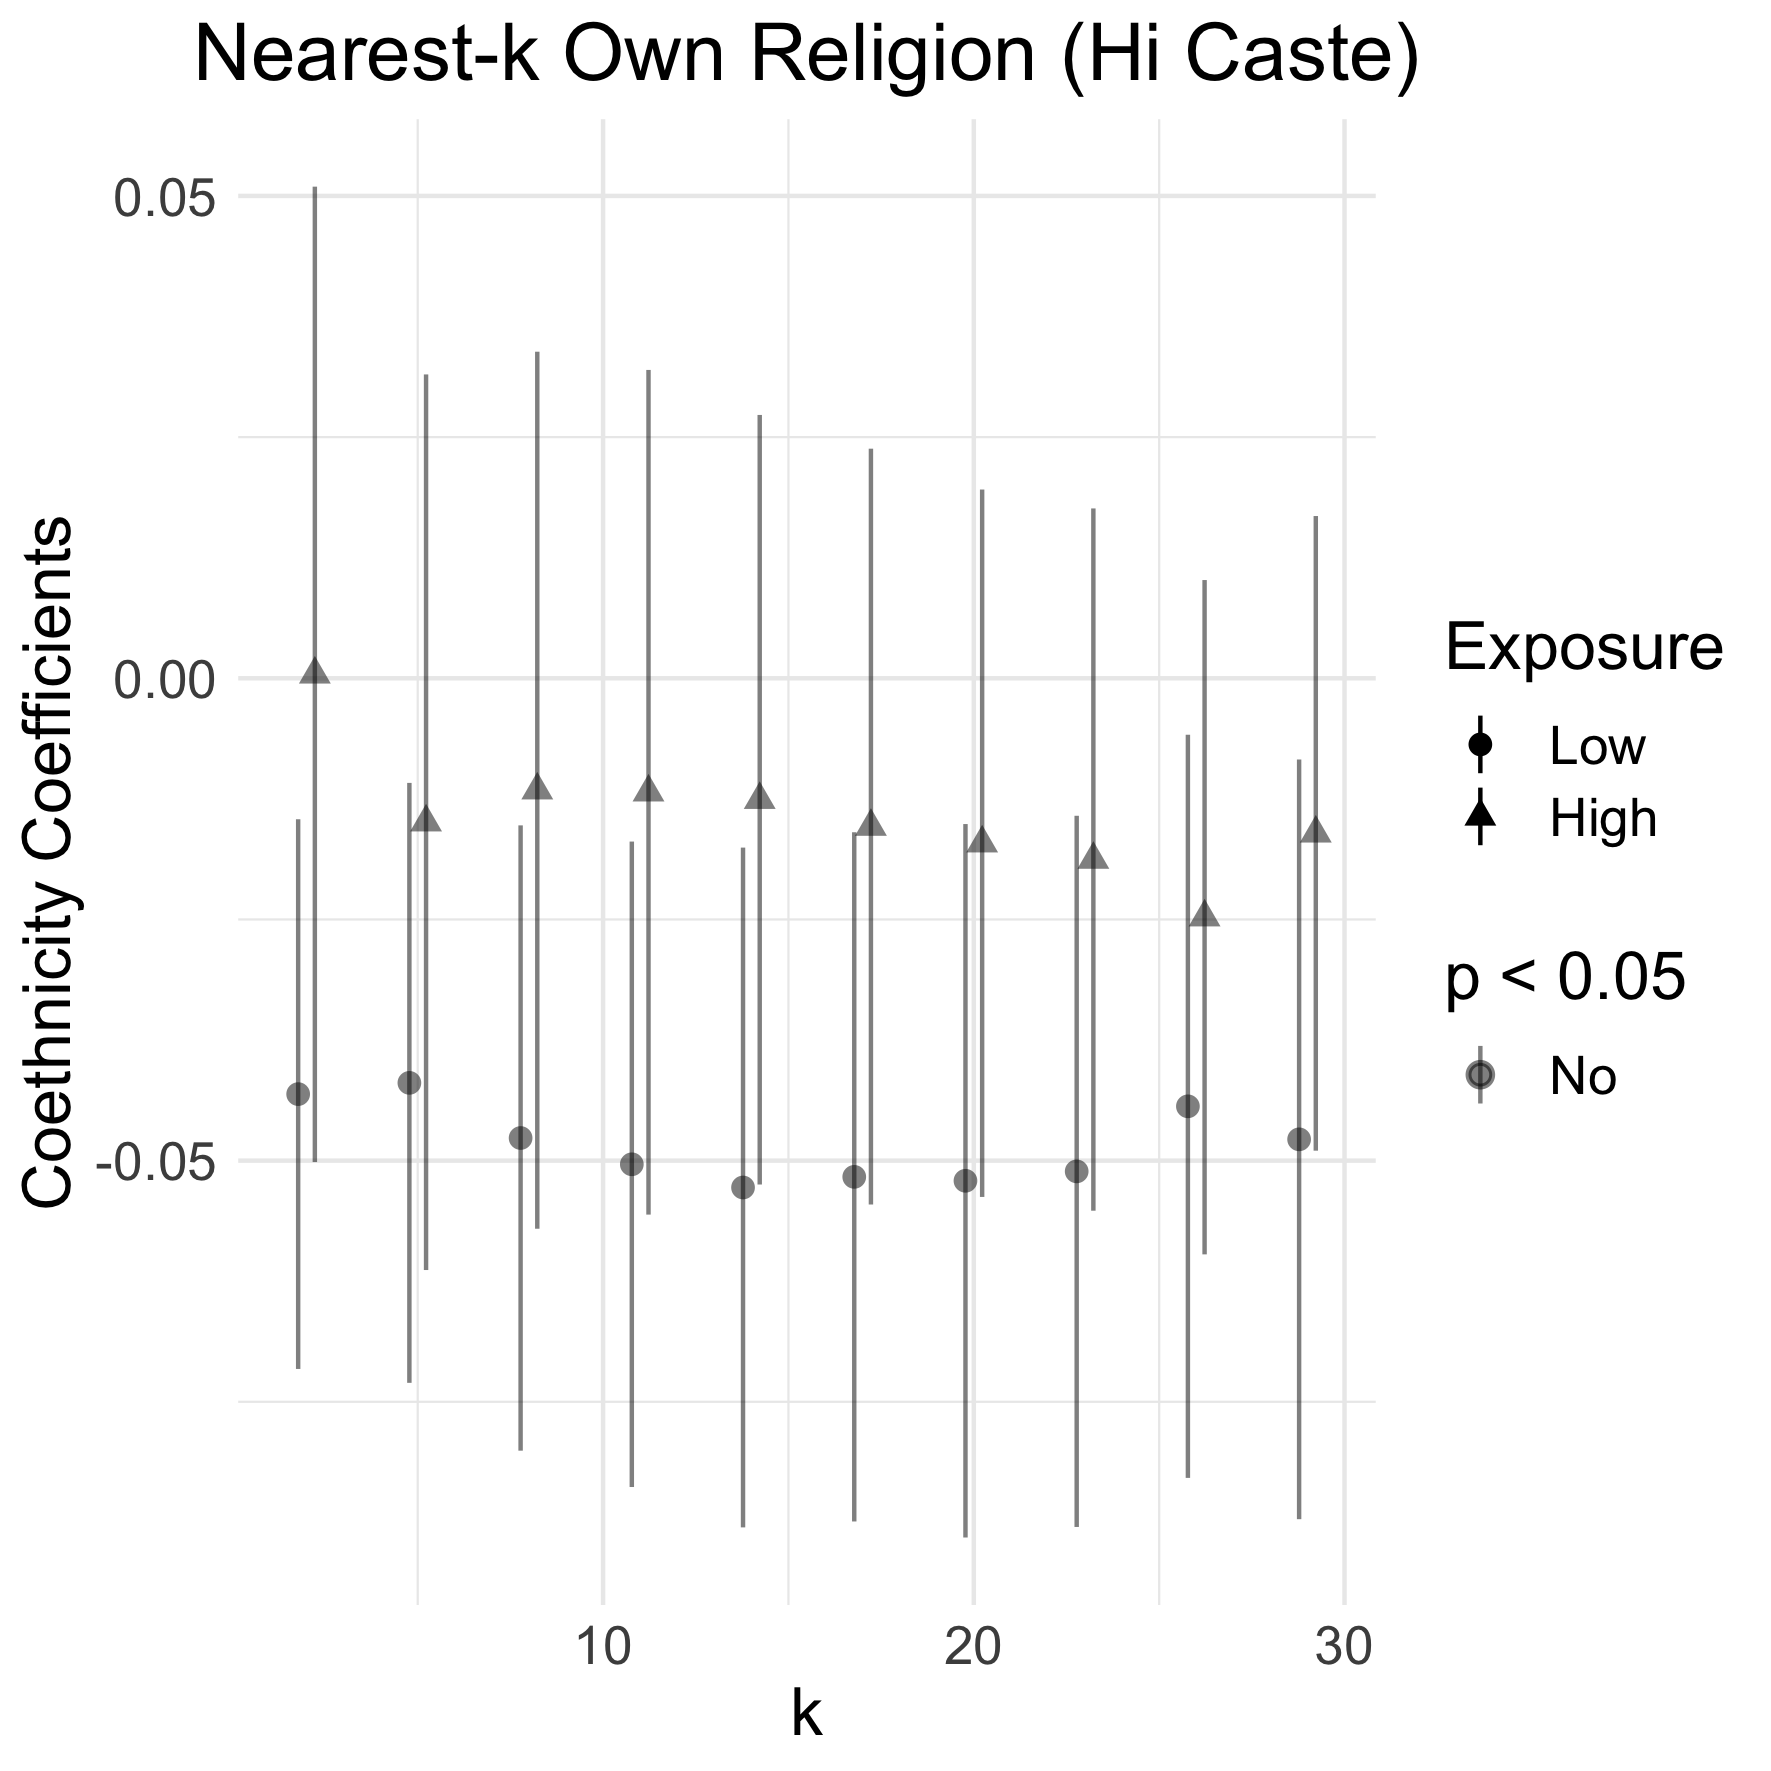 Nearest-k Own Religion (Hi Caste)
Coethnicity Coefficients
0.05
0.00
-0.05
10 20 30
k
Exposure
Low
High
p < 0.05
No